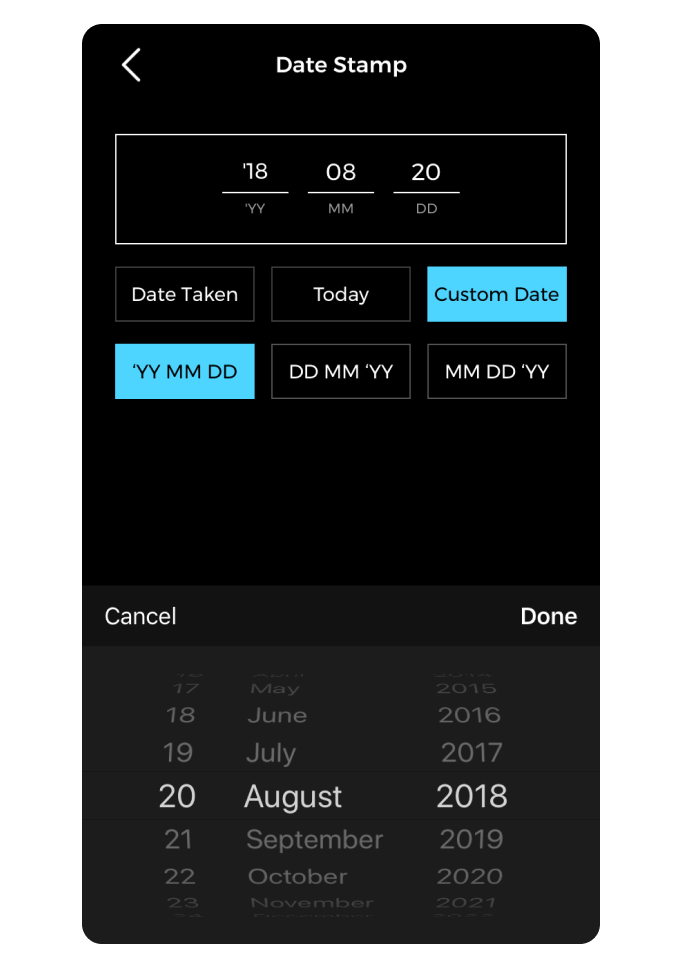 Date Stamp
'18 08 20
'YY MM DD
Date Taken Today Custom Date
‘YY MM DD DD MM ‘YY MM DD ‘YY
Cancel Done
17 May 2015
18 June 2016
19 July 2017
20 August 2018
21 September 2019
22 October 2020
23 November 2021